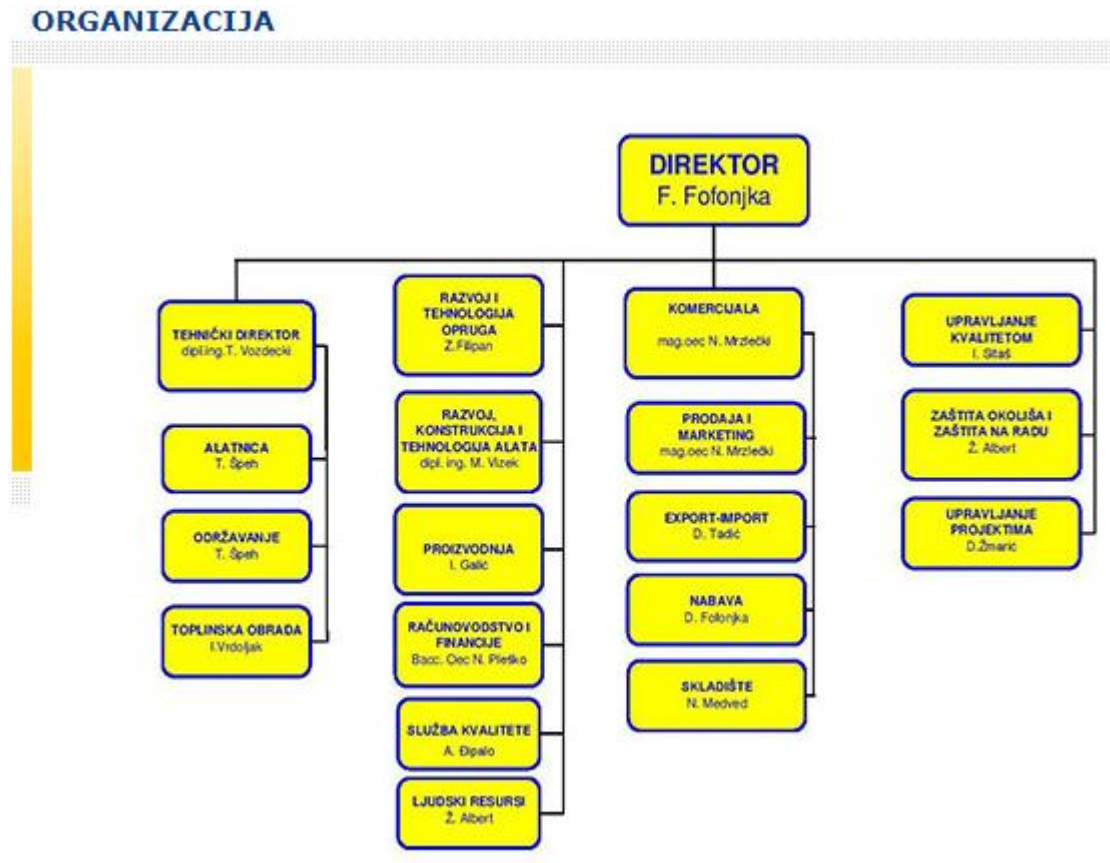 ORGANIZACIJA
DIREKTOR
F. Fofonjka
TEHNIČKI DIREKTOR
dipl.ing.T. Vozdecki
ALATNICA
T. Špeh
ODRŽAVANJE
T. Špeh
TOPLINSKA OBRADA
I.Vrdoljak
RAZVOJ I
TEHNOLOGIJA
OPRUGA
Z.Filipan
RAZVOJ,
KONSTRUKCIJA I
TEHNOLOGIJA ALATA
dipl. ing. M. Vizek
PROIZVODNJA
I. Galić
RAČUNOVODSTVO I
FINANCIJE
Bacc. Oec N. Pleško
SLUŽBA KVALITETE
A. Đipalo
LJUDSKI RESURSI
Ž. Albert
KOMERCIJALA
mag.oec N. Mrzlečki
PRODAJA I
MARKETING
mag.oec N. Mrzlečki
EXPORT-IMPORT
D. Tadić
NABAVA
D. Fofonjka
SKLADIŠTE
N. Medved
UPRAVLJANJE
KVALITETOM
I. Sitaš
ZAŠTITA OKOLIŠA I
ZAŠTITA NA RADU
Ž. Albert
UPRAVLJANJE
PROJEKTIMA
D.Žmarić